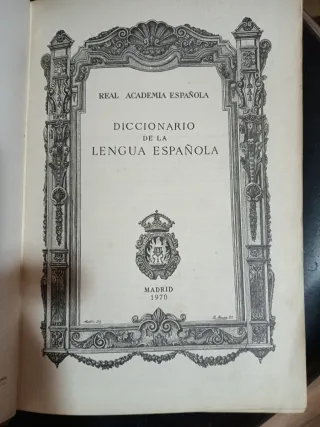 REAL ACADEMIA ESPAÑOLA
DICCIONARIO
DE LA
LENGUA ESPAÑOLA
MADRID
1970